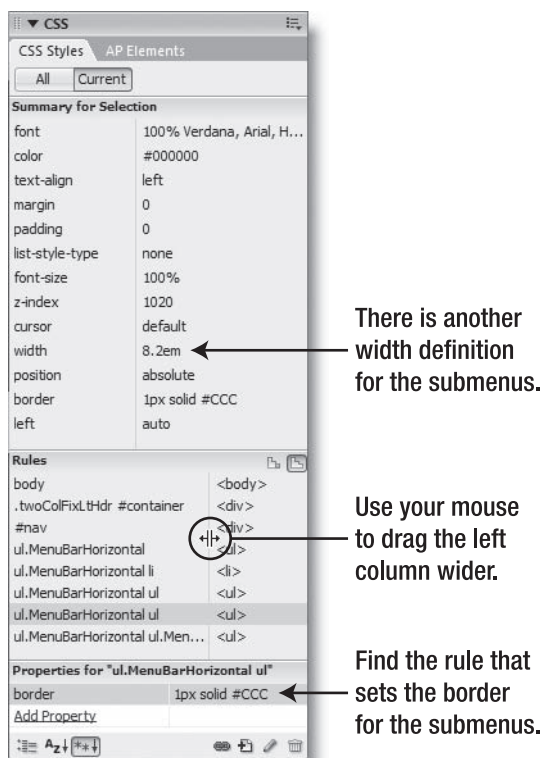 CSS
CSS Styles AP Elements
All Current
Summary for Selection
font 100% Verdana, Arial, H...
color #000000
text-align left
margin 0
padding 0
list-style-type none
font-size 100%
z-index 1020
cursor default
width 8.2em
position absolute
border 1px solid #CCC
left auto
There is another
width definition
for the submenus.
Rules
body <body>
.twoColFixLtHdr #container <div>
#nav <div>
ul.MenuBarHorizontal <ul>
ul.MenuBarHorizontal li <li>
ul.MenuBarHorizontal ul <ul>
ul.MenuBarHorizontal ul <ul>
ul.MenuBarHorizontal ul.Men... <ul>
Use your mouse
to drag the left
column wider.
Properties for "ul.MenuBarHorizontal ul"
border 1px solid #CCC
Add Property
Find the rule that
sets the border
for the submenus.